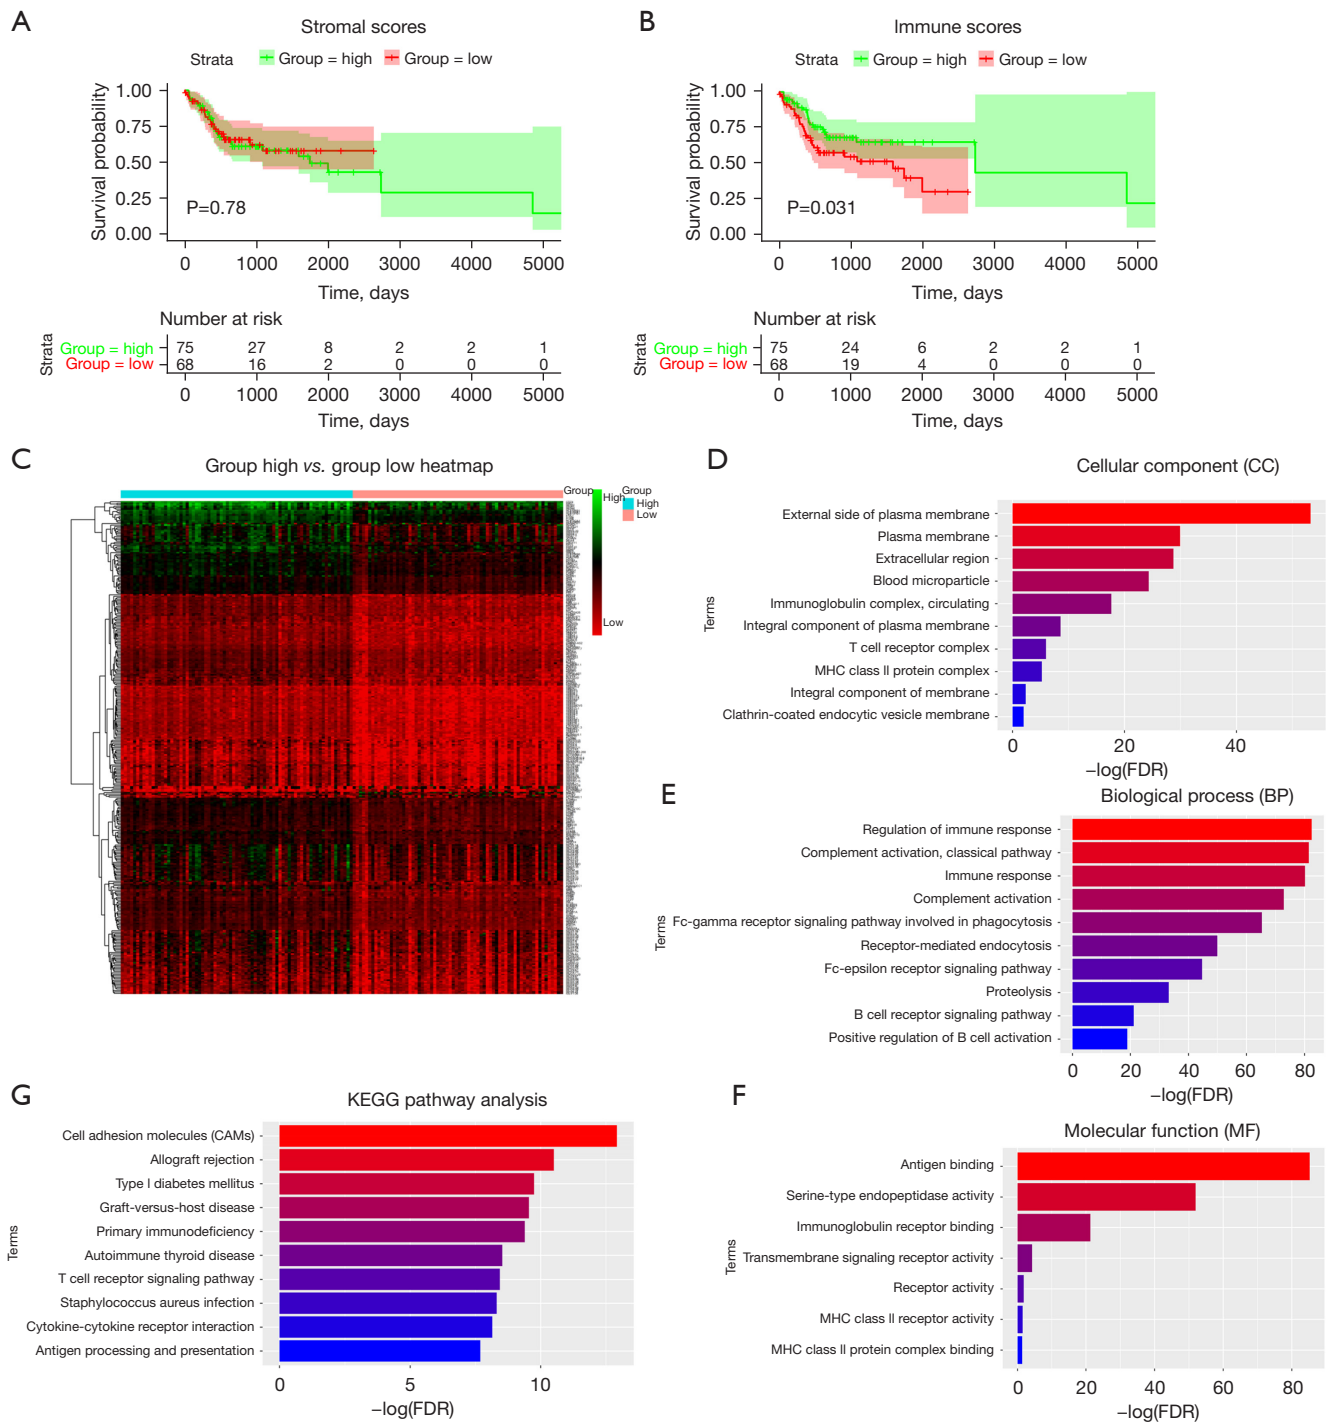 A
Stromal scores
Strata Group = high Group = low
Survival probability
1.00
0.75
0.50
0.25
0.00
P=0.78
0 1000 2000 3000 4000 5000
Time, days
Number at risk
Strata
Group = high 75 27 8 2 2 1
Group = low 68 16 2 0 0 0
0 1000 2000 3000 4000 5000
Time, days
B
Immune scores
Strata Group = high Group = low
Survival probability
1.00
0.75
0.50
0.25
0.00
P=0.031
0 1000 2000 3000 4000 5000
Time, days
Number at risk
Strata
Group = high 75 24 6 2 2 1
Group = low 68 19 4 0 0 0
0 1000 2000 3000 4000 5000
Time, days
C
Group high vs. group low heatmap
Group
High
Low
Group
High
Low
D
Cellular component (CC)
Terms
External side of plasma membrane
Plasma membrane
Extracellular region
Blood microparticle
Immunoglobulin complex, circulating
Integral component of plasma membrane
T cell receptor complex
MHC class II protein complex
Integral component of membrane
Clathrin-coated endocytic vesicle membrane
0 20 40
−log(FDR)
E
Biological process (BP)
Terms
Regulation of immune response
Complement activation, classical pathway
Immune response
Complement activation
Fc-gamma receptor signaling pathway involved in phagocytosis
Receptor-mediated endocytosis
Fc-epsilon receptor signaling pathway
Proteolysis
B cell receptor signaling pathway
Positive regulation of B cell activation
0 20 40 60 80
−log(FDR)
G
KEGG pathway analysis
Terms
Cell adhesion molecules (CAMs)
Allograft rejection
Type I diabetes mellitus
Graft-versus-host disease
Primary immunodeficiency
Autoimmune thyroid disease
T cell receptor signaling pathway
Staphylococcus aureus infection
Cytokine-cytokine receptor interaction
Antigen processing and presentation
0 5 10
−log(FDR)
F
Molecular function (MF)
Terms
Antigen binding
Serine-type endopeptidase activity
Immunoglobulin receptor binding
Transmembrane signaling receptor activity
Receptor activity
MHC class II receptor activity
MHC class II protein complex binding
0 20 40 60 80
−log(FDR)